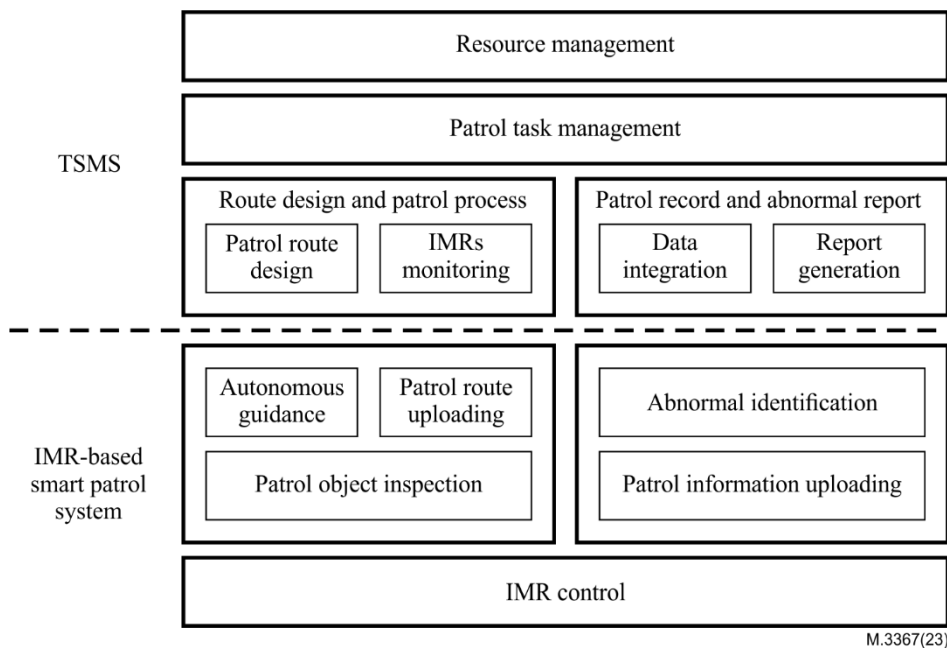 Resource management
Patrol task management
TSMS
Route design and patrol process
Patrol route
design
IMRs
monitoring
Patrol record and abnormal report
Data
integration
Report
generation
Autonomous
guidance
Patrol route
uploading
Patrol object inspection
Abnormal identification
Patrol information uploading
IMR-based
smart patrol
system
IMR control
M.3367(23)